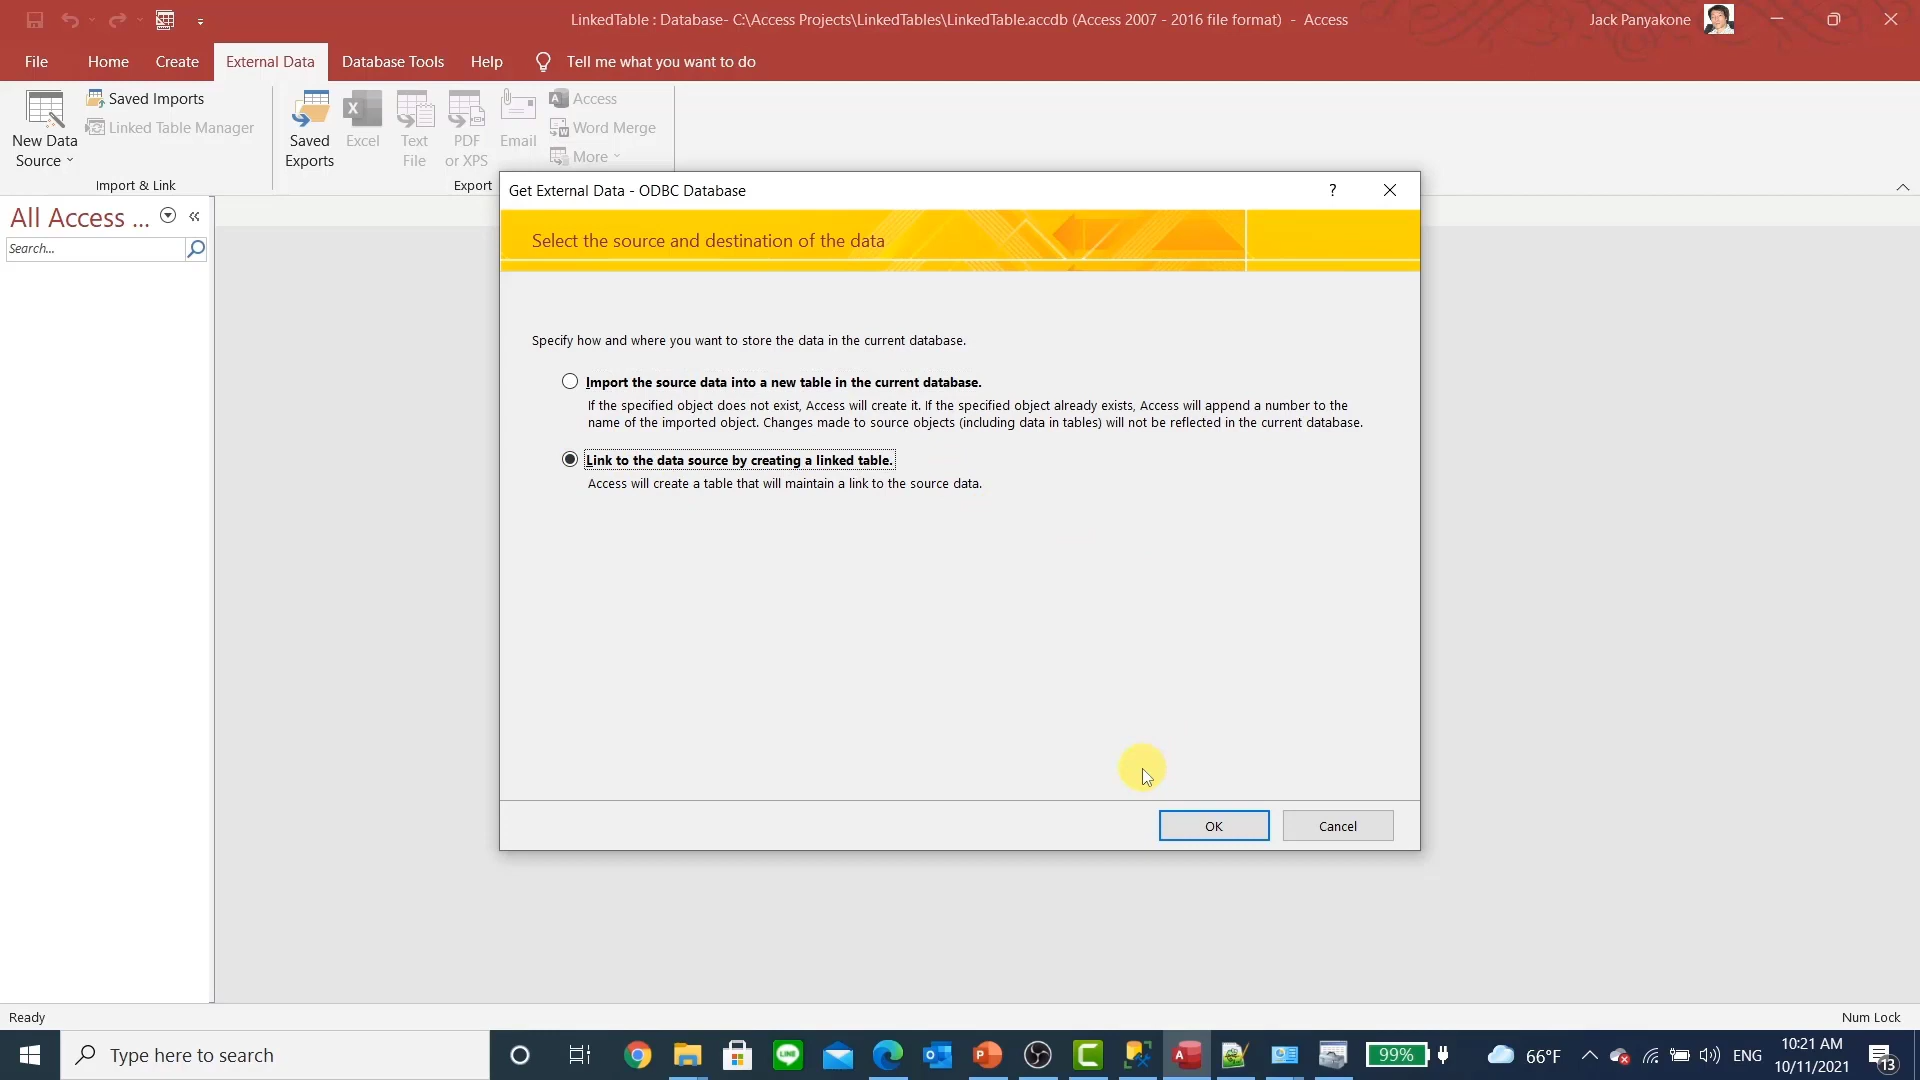 LinkedTable : Database- C:\Access Projects\LinkedTables\LinkedTable.accdb (Access 2007 - 2016 file format) - Access
Jack Panyakone
File Home Create External Data Database Tools Help Tell me what you want to do
New Data
Source
Saved Imports
Linked Table Manager
Import & Link
Saved
Exports
Excel
Text
File
PDF
or XPS
Email
Access
Word Merge
More
Export
All Access ...
Search...
Get External Data - ODBC Database
?
Select the source and destination of the data
Specify how and where you want to store the data in the current database.
Import the source data into a new table in the current database.
If the specified object does not exist, Access will create it. If the specified object already exists, Access will append a number to the
name of the imported object. Changes made to source objects (including data in tables) will not be reflected in the current database.
Link to the data source by creating a linked table.
Access will create a table that will maintain a link to the source data.
OK Cancel
Ready
Num Lock
Type here to search
LINE
99%
66°F
ENG
10:21 AM
10/11/2021
13